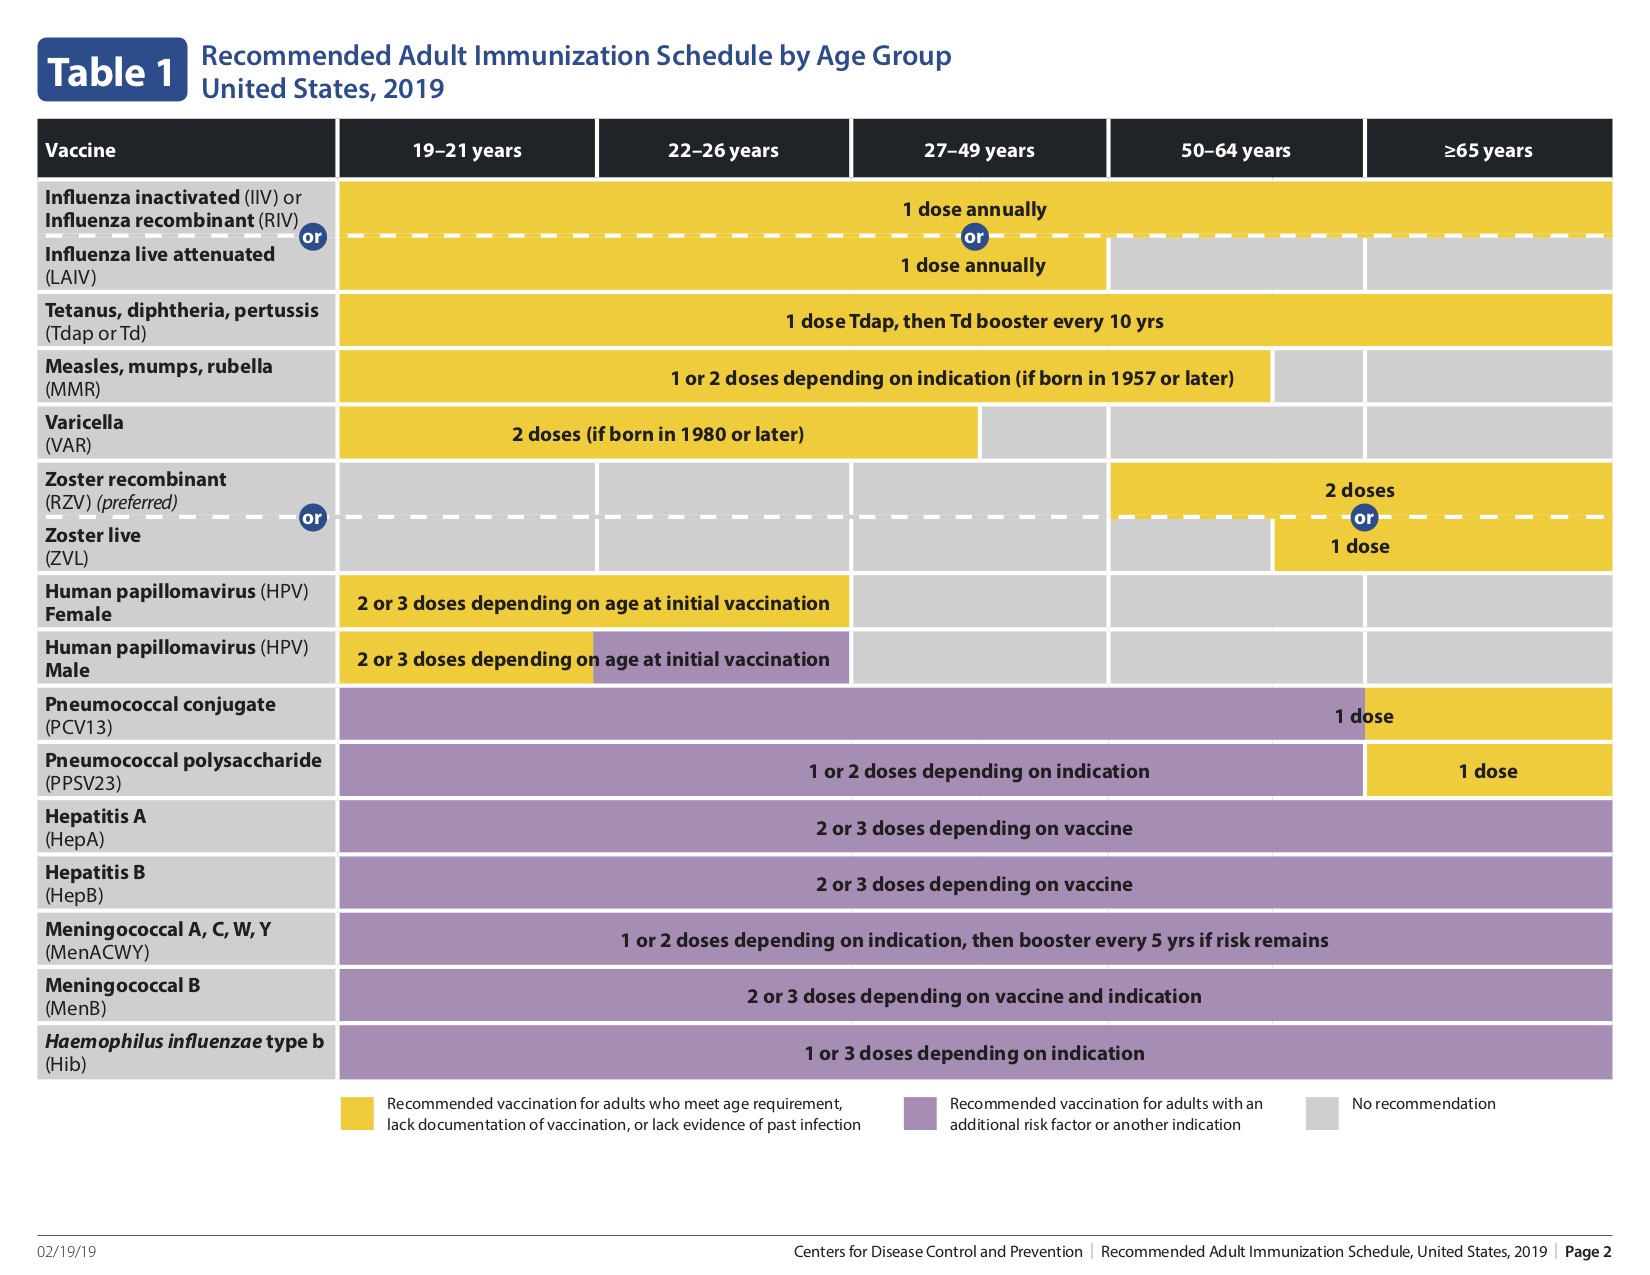 Table 1
Recommended Adult Immunization Schedule by Age Group
United States, 2019
Vaccine
19–21 years
22–26 years
27–49 years
50–64 years
≥65 years
Influenza inactivated (IIV) or
Influenza recombinant (RIV)
or
Influenza live attenuated
(LAIV)
1 dose annually
or
1 dose annually
Tetanus, diphtheria, pertussis
(Tdap or Td)
1 dose Tdap, then Td booster every 10 yrs
Measles, mumps, rubella
(MMR)
1 or 2 doses depending on indication (if born in 1957 or later)
Varicella
(VAR)
2 doses (if born in 1980 or later)
Zoster recombinant
(RZV) (preferred)
or
Zoster live
(ZVL)
2 doses
or
1 dose
Human papillomavirus (HPV)
Female
2 or 3 doses depending on age at initial vaccination
Human papillomavirus (HPV)
Male
2 or 3 doses depending on age at initial vaccination
Pneumococcal conjugate
(PCV13)
1 dose
Pneumococcal polysaccharide
(PPSV23)
1 or 2 doses depending on indication
1 dose
Hepatitis A
(HepA)
2 or 3 doses depending on vaccine
Hepatitis B
(HepB)
2 or 3 doses depending on vaccine
Meningococcal A, C, W, Y
(MenACWY)
1 or 2 doses depending on indication, then booster every 5 yrs if risk remains
Meningococcal B
(MenB)
2 or 3 doses depending on vaccine and indication
Haemophilus influenzae type b
(Hib)
1 or 3 doses depending on indication
Recommended vaccination for adults who meet age requirement,
lack documentation of vaccination, or lack evidence of past infection
Recommended vaccination for adults with an
additional risk factor or another indication
No recommendation
02/19/19
Centers for Disease Control and Prevention | Recommended Adult Immunization Schedule, United States, 2019 | Page 2